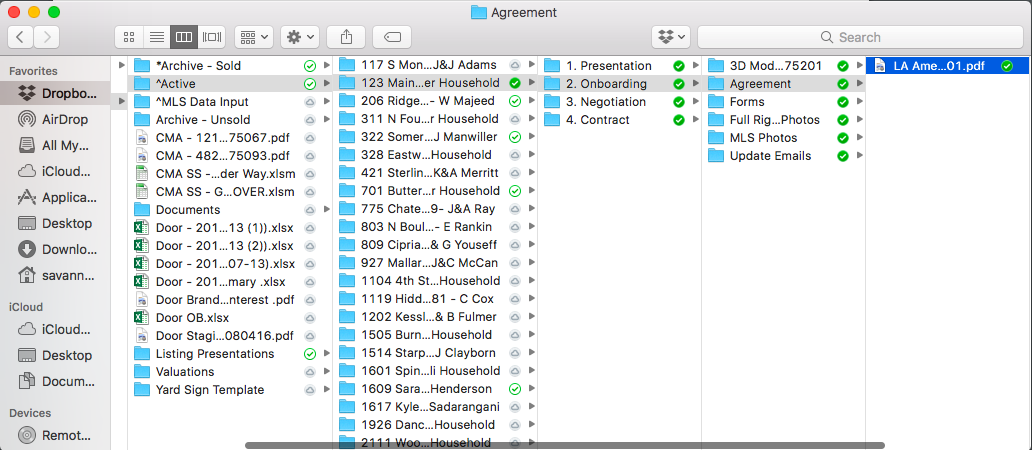 Agreement
Search
Favorites
Dropbo...
AirDrop
All My...
iCloud...
Applica...
Desktop
Downlo...
savann...
iCloud
iCloud...
Desktop
Docum...
Devices
Remot...
*Archive - Sold
^Active
^MLS Data Input
Archive - Unsold
CMA - 121...75067.pdf
CMA - 482...75093.pdf
CMA SS -...der Way.xlsm
CMA SS - G...OVER.xlsm
Documents
Door - 201...13 (1)).xlsx
Door - 201...13 (2)).xlsx
Door - 201...07-13).xlsx
Door - 201...mary .xlsx
Door Brand...nterest .pdf
Door OB.xlsx
Door Stagi...080416.pdf
Listing Presentations
Valuations
Yard Sign Template
117 S Mon...J&J Adams
123 Main...er Household
206 Ridge...- W Majeed
311 N Fou...r Household
322 Somer...J Manwiller
328 Eastw...Household
421 Sterlin...K&A Merritt
701 Butter...r Household
775 Chate...9- J&A Ray
803 N Boul...- E Rankin
809 Cipria...& G Youseff
927 Mallar...J&C McCan
1104 4th St...Household
1119 Hidd...81 - C Cox
1202 Kessl...& B Fulmer
1505 Burn...Household
1514 Starp...J Clayborn
1601 Spin...li Household
1609 Sara...Henderson
1617 Kyle...Sadarangani
1926 Danc...Household
2111 Woo...Household
1. Presentation
2. Onboarding
3. Negotiation
4. Contract
3D Mod...75201
Agreement
Forms
Full Rig...Photos
MLS Photos
Update Emails
LA Ame...01.pdf